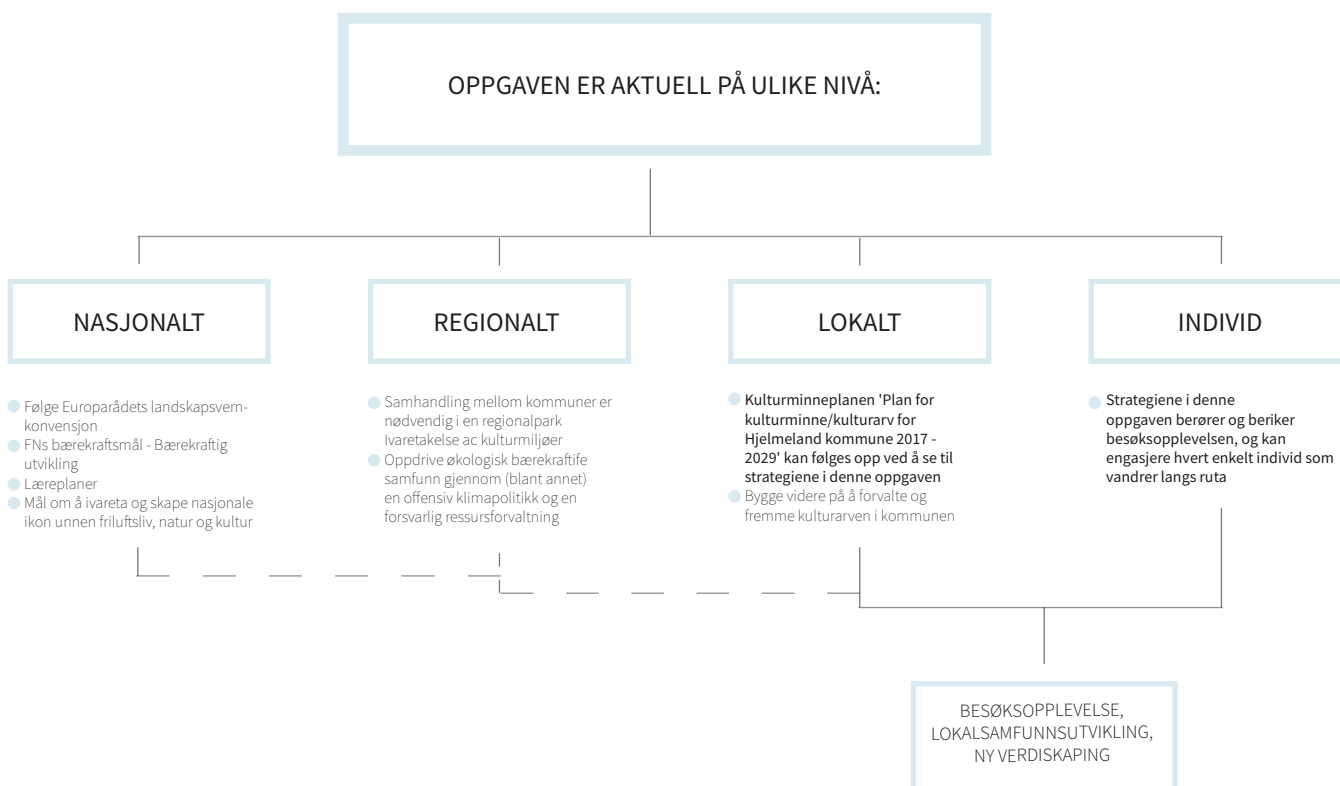 OPPGAVEN ER AKTUELL PÅ ULIKE NIVÅ:
NASJONALT
Følge Europarådets landskapsvern-
konvensjon
FNs bærekraftsmål - Bærekraftig
utvikling
Læreplaner
Mål om å ivareta og skape nasjonale
ikon unnen friluftsliv, natur og kultur
REGIONALT
Samhandling mellom kommuner er
nødvendig i en regionalpark
Ivaretakelse ac kulturmiljøer
Oppdrive økologisk bærekraftife
samfunn gjennom (blant annet)
en offensiv klimapolitikk og en
forsvarlig ressursforvaltning
LOKALT
Kulturminneplanen 'Plan for
kulturminne/kulturarv for
Hjelmeland kommune 2017 -
2029' kan følges opp ved å se til
strategiene i denne oppgaven
Bygge videre på å forvalte og
fremme kulturarven i kommunen
INDIVID
Strategiene i denne
oppgaven berører og beriker
besøksopplevelsen, og kan
engasjere hvert enkelt individ som
vandrer langs ruta
BESØKSOPPLEVELSE,
LOKALSAMFUNNSUTVIKLING,
NY VERDISKAPING